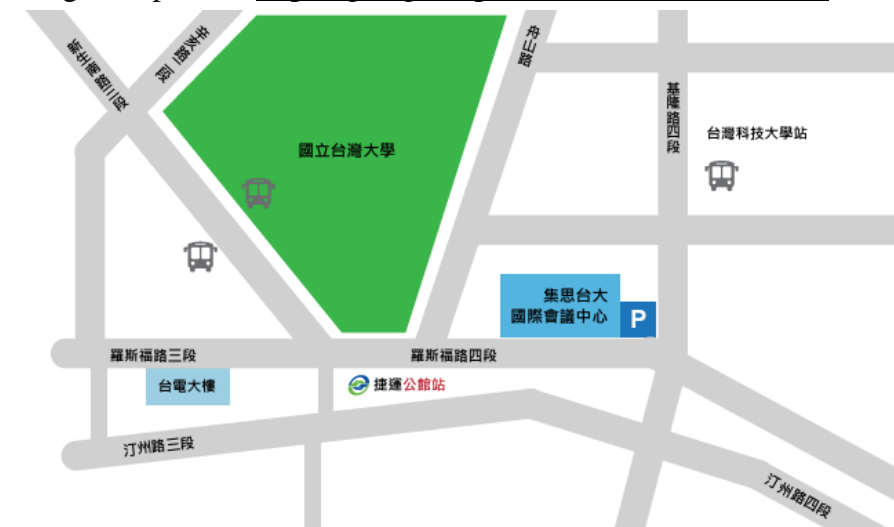 新生南路三段
辛亥路一段
舟山路
基隆路四段
台灣科技大學站
國立台灣大學
集思台大
國際會議中心
P
羅斯福路三段
羅斯福路四段
台電大樓
捷運公館站
汀州路三段
汀州路四段